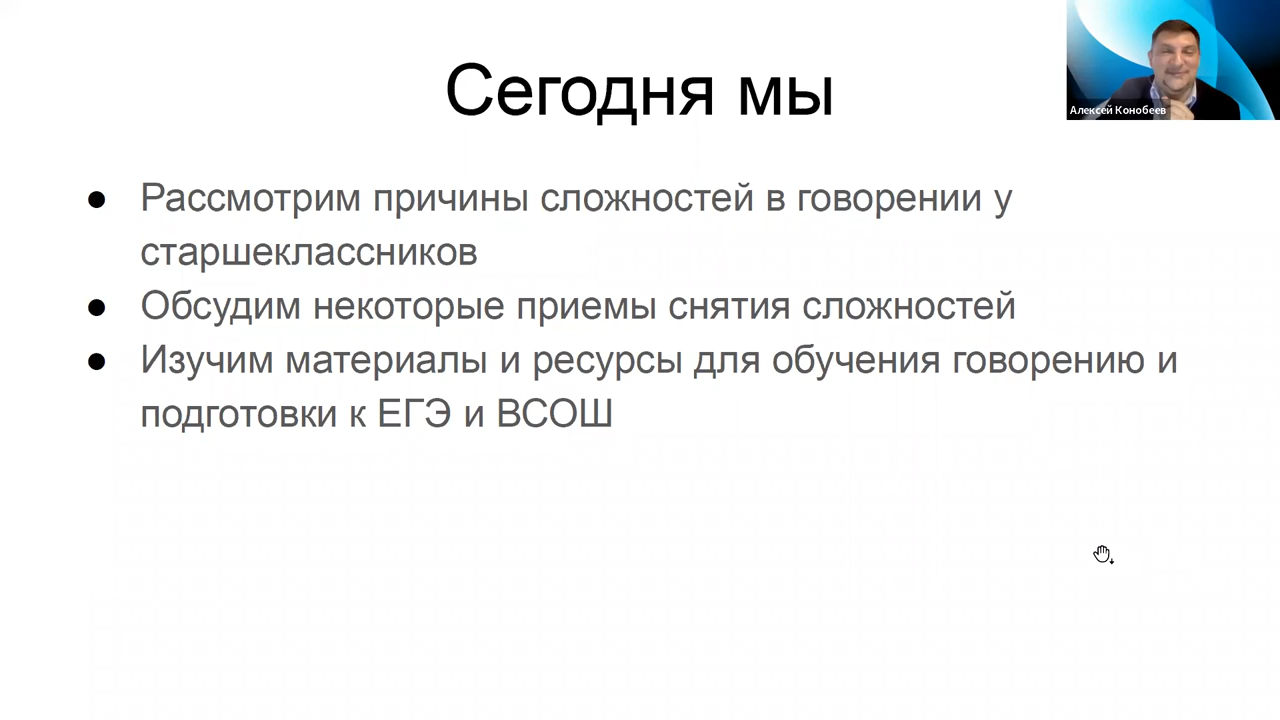 Сегодня мы
Алексей Конобеев
● Рассмотрим причины сложностей в говорении у
старшеклассников
● Обсудим некоторые приемы снятия сложностей
● Изучим материалы и ресурсы для обучения говорению и
подготовки к ЕГЭ и ВСОШ